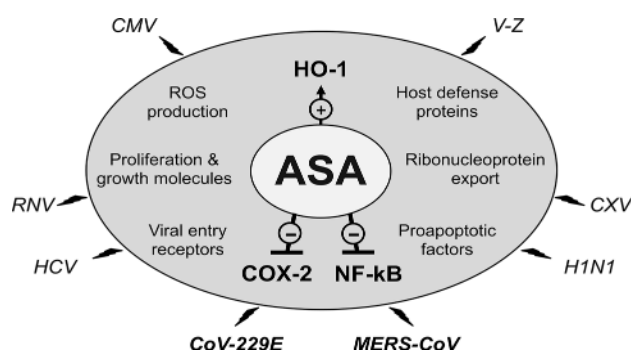 CMV
V-Z
HO-1
ROS
production
Host defense
proteins
+
Proliferation &
growth molecules
ASA
Ribonucleoprotein
export
RNV
CXV
Viral entry
receptors
−
−
Proapoptotic
factors
HCV
COX-2
NF-kB
H1N1
CoV-229E
MERS-CoV